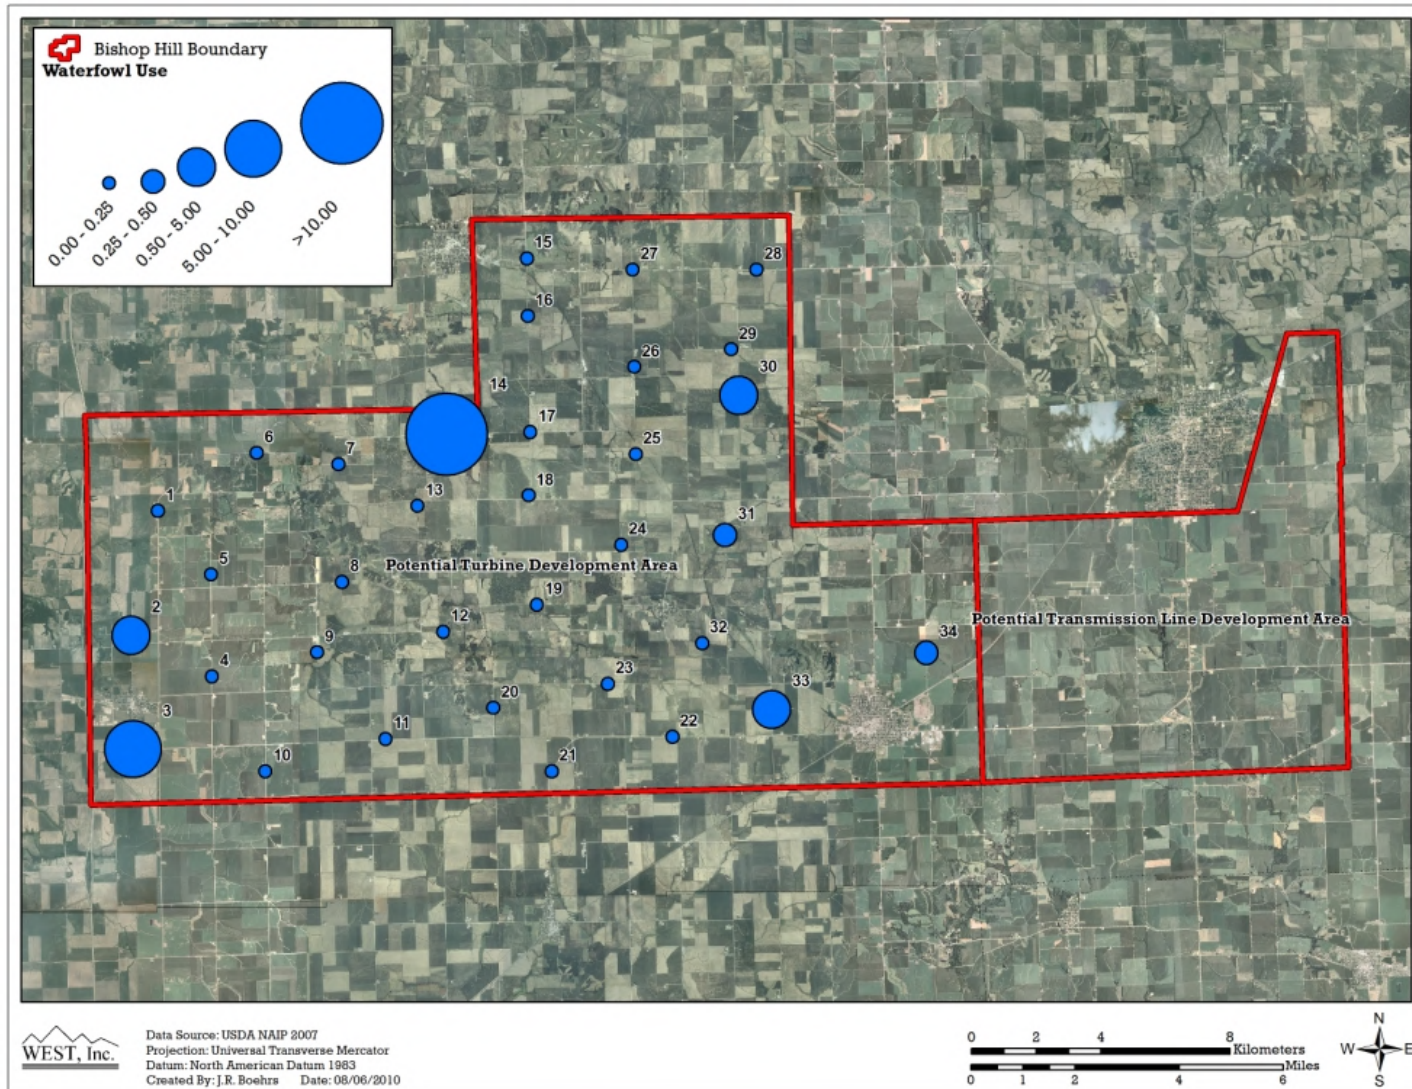 Bishop Hill Boundary
Waterfowl Use
0.00 - 0.25
0.25 - 0.50
0.50 - 5.00
5.00 - 10.00
> 10.00
15
27
28
16
29
26
30
14
17
6
25
7
18
13
1
31
24
5
Potential Turbine Development Area
8
19
2
Potential Transmission Line Development Area
12
32
9
34
4
23
33
20
3
22
11
10
21
WEST, Inc.
Data Source: USDA NAIP 2007
Projection: Universal Transverse Mercator
Datum: North American Datum 1983
Created By: J.R. Boehrs Date: 08/06/2010
0 2 4 8
Kilometers
Miles
0 1 2 4 6
N
W E
S